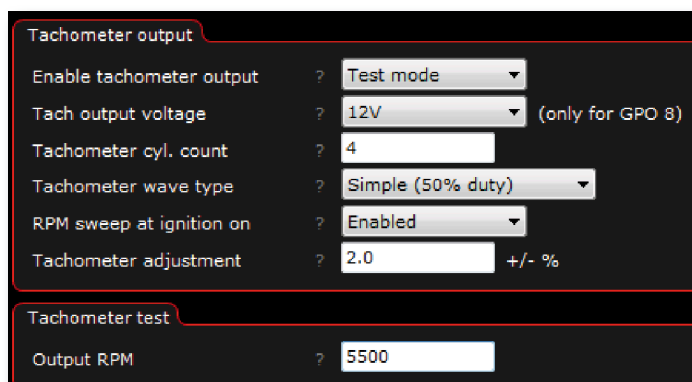 Tachometer output
Enable tachometer output ? Test mode
Tach output voltage ? 12V (only for GPO 8)
Tachometer cyl. count ? 4
Tachometer wave type ? Simple (50% duty)
RPM sweep at ignition on ? Enabled
Tachometer adjustment ? 2.0 +/- %
Tachometer test
Output RPM ? 5500